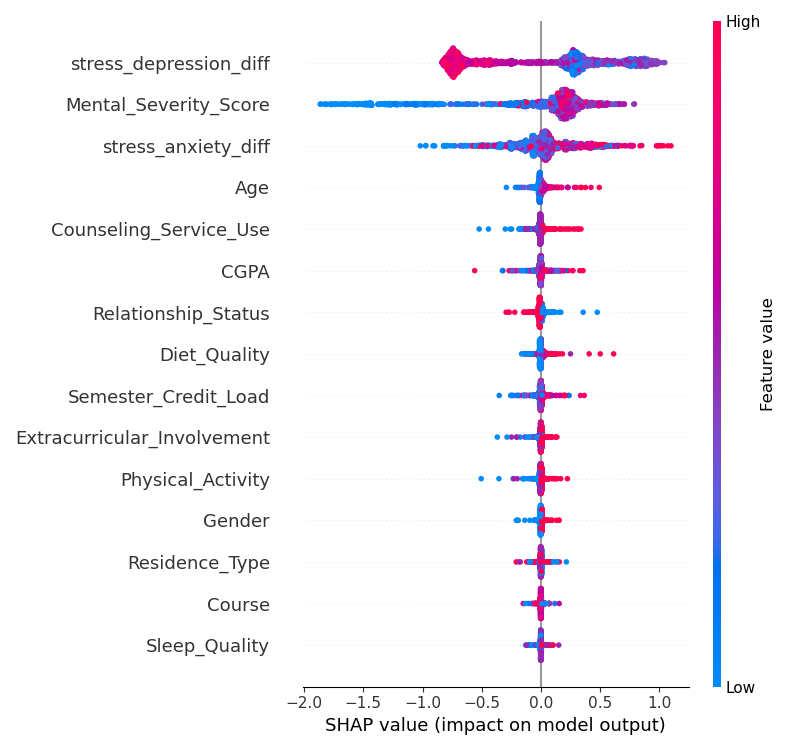 High
stress_depression_diff
Mental_Severity_Score
stress_anxiety_diff
Age
Counseling_Service_Use
CGPA
Relationship_Status
Diet_Quality
Semester_Credit_Load
Extracurricular_Involvement
Physical_Activity
Gender
Residence_Type
Course
Sleep_Quality
Feature value
Low
−2.0 −1.5 −1.0 −0.5 0.0 0.5 1.0
SHAP value (impact on model output)